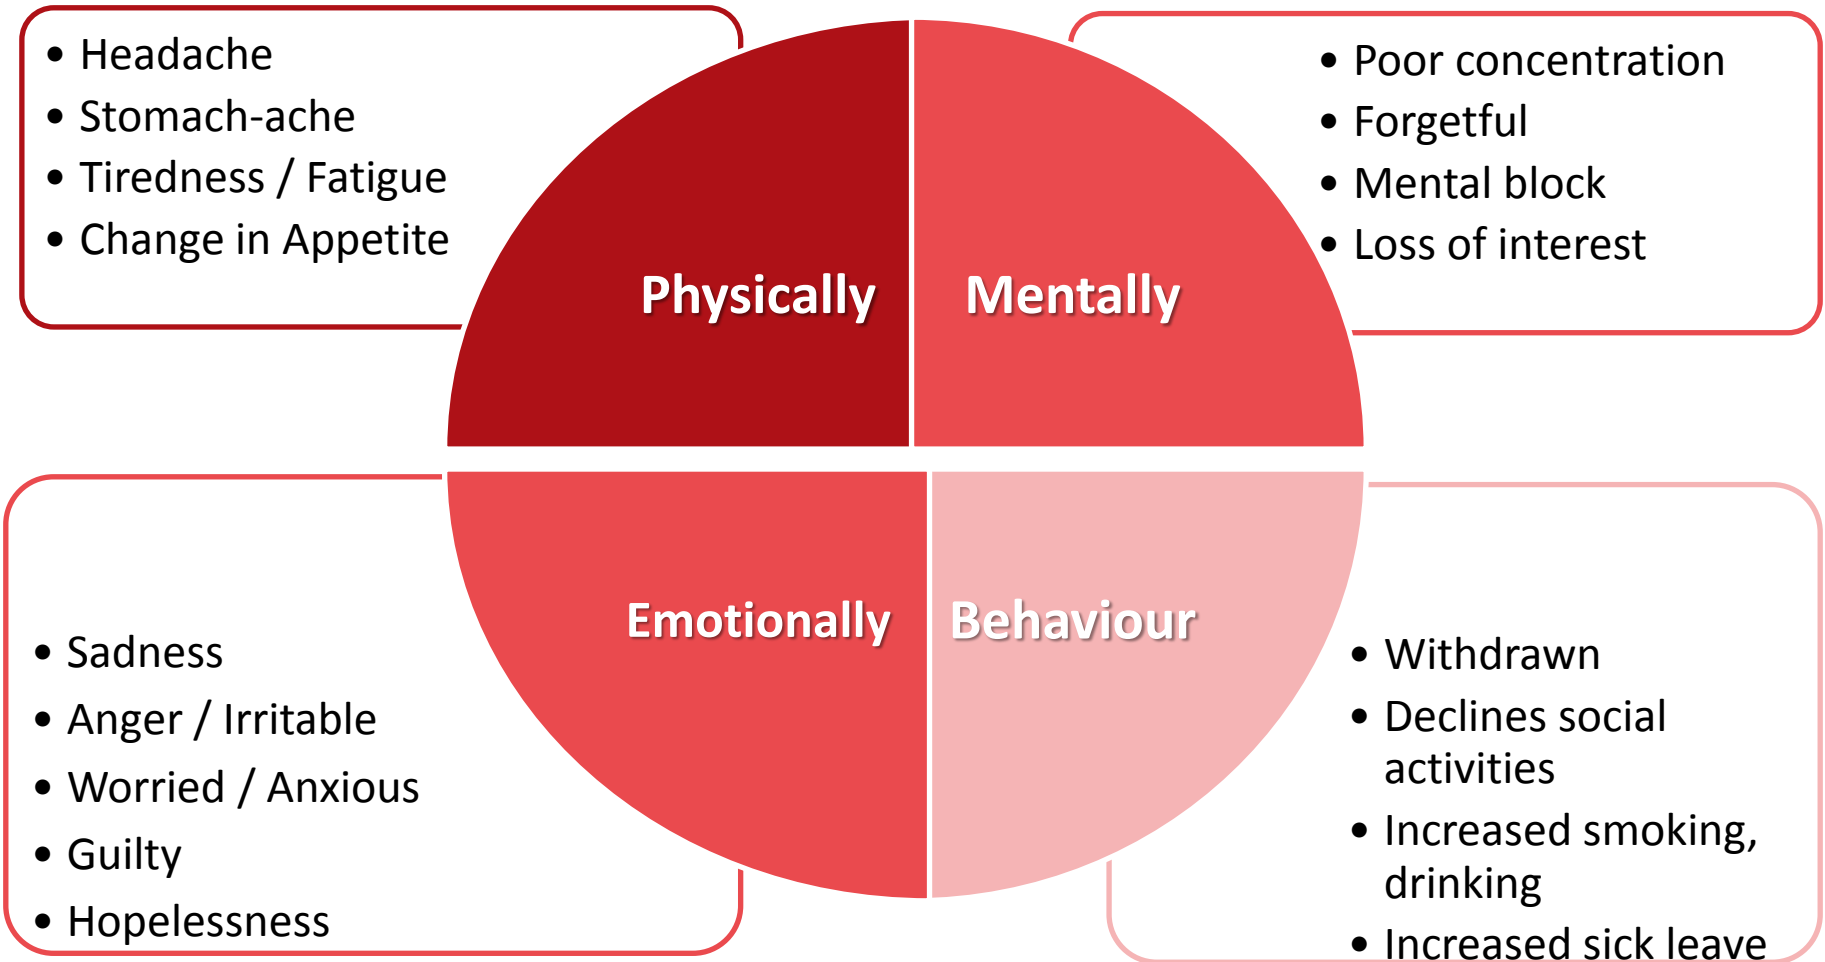 • Headache
• Stomach-ache
• Tiredness / Fatigue
• Change in Appetite
Physically
Mentally
• Poor concentration
• Forgetful
• Mental block
• Loss of interest
• Sadness
• Anger / Irritable
• Worried / Anxious
• Guilty
• Hopelessness
Emotionally
Behaviour
• Withdrawn
• Declines social
activities
• Increased smoking,
drinking
• Increased sick leave